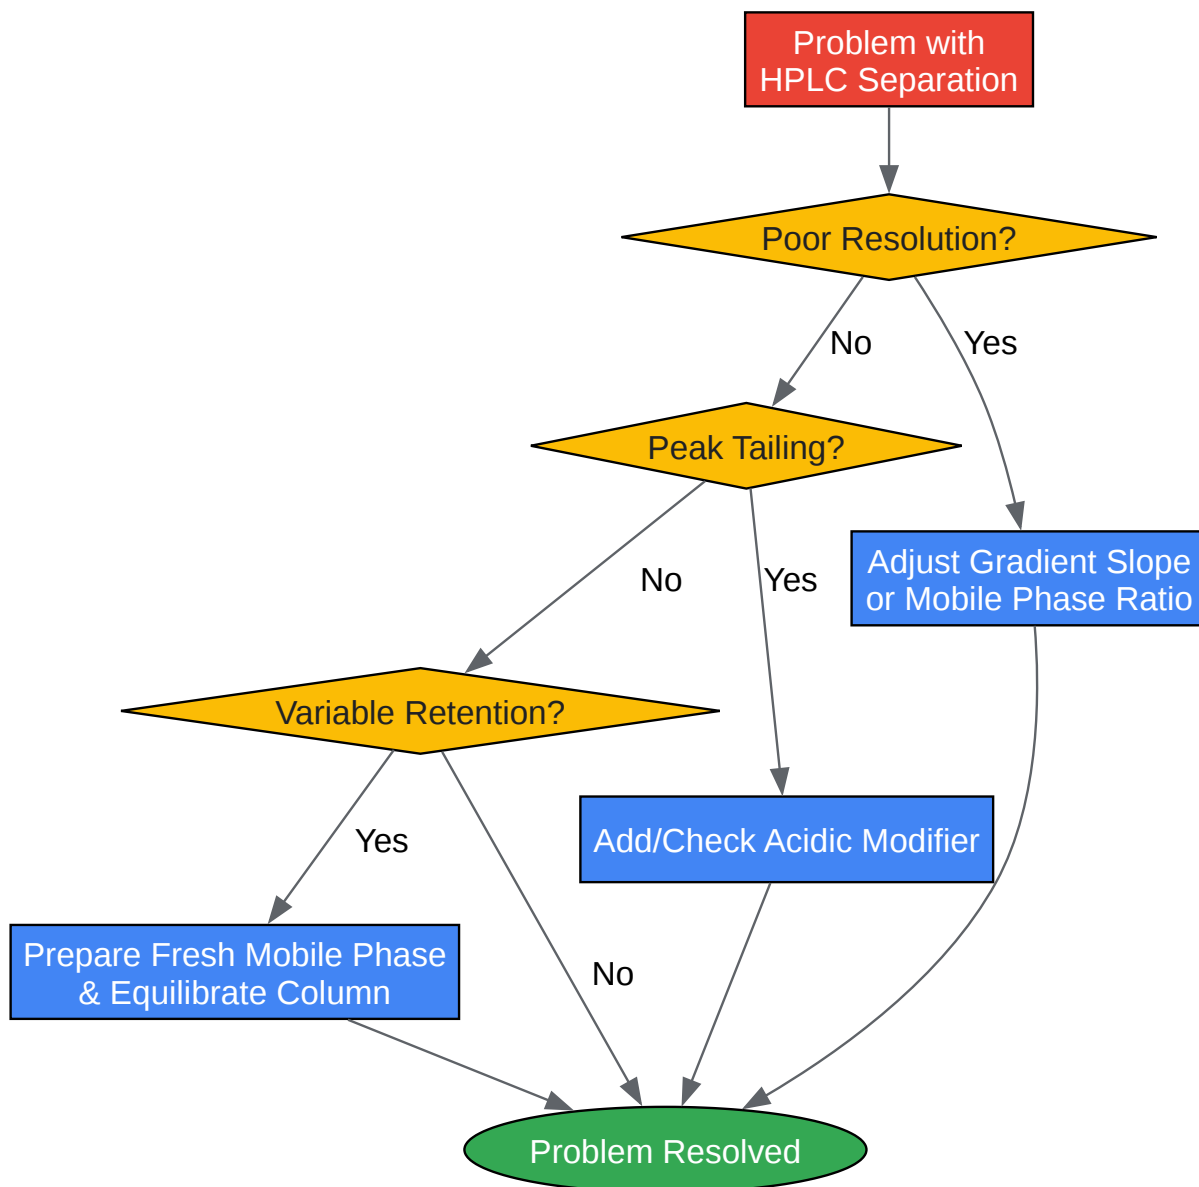 Problem with
HPLC Separation
Poor Resolution?
No
Yes
Peak Tailing?
Adjust Gradient Slope
or Mobile Phase Ratio
No
Yes
Variable Retention?
Add/Check Acidic Modifier
Yes
Prepare Fresh Mobile Phase
& Equilibrate Column
No
Problem Resolved